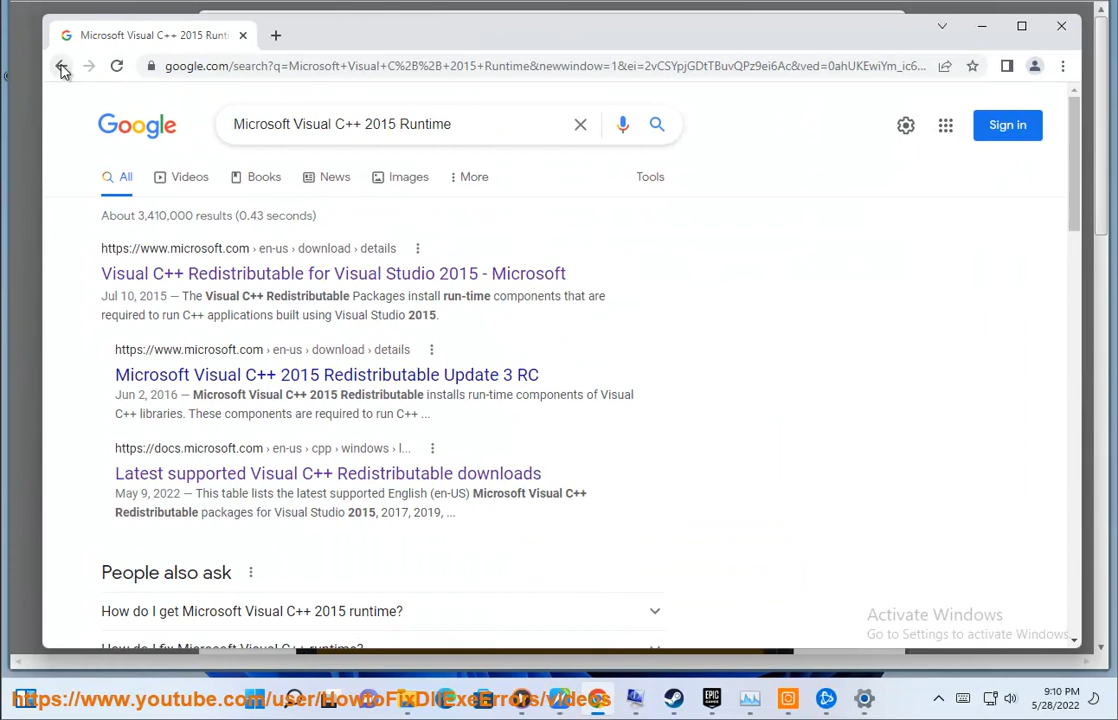 Microsoft Visual C++ 2015 Runti
google.com/search?q=Microsoft+Visual+C%2B%2B+2015+Runtime&newwindow=1&ei=2vCSYpjGDtTBuvQPz9ei6Ac&ved=0ahUKEwiYm_ic6...
Google
Microsoft Visual C++ 2015 Runtime
Sign in
All Videos Books News Images More Tools
About 3,410,000 results (0.43 seconds)
https://www.microsoft.com › en-us › download › details
Visual C++ Redistributable for Visual Studio 2015 - Microsoft
Jul 10, 2015 — The Visual C++ Redistributable Packages install run-time components that are
required to run C++ applications built using Visual Studio 2015.
https://www.microsoft.com › en-us › download › details
Microsoft Visual C++ 2015 Redistributable Update 3 RC
Jun 2, 2016 — Microsoft Visual C++ 2015 Redistributable installs run-time components of Visual
C++ libraries. These components are required to run C++ ...
https://docs.microsoft.com › en-us › cpp › windows › l...
Latest supported Visual C++ Redistributable downloads
May 9, 2022 — This table lists the latest supported English (en-US) Microsoft Visual C++
Redistributable packages for Visual Studio 2015, 2017, 2019, ...
People also ask
How do I get Microsoft Visual C++ 2015 runtime?
How do I fix Microsoft Visual C++ runtime?
Activate Windows
Go to Settings to activate Windows.
https://www.youtube.com/user/HowtoFixDllExeErrors/videos
EPIC
GAMES
9:10 PM
5/28/2022